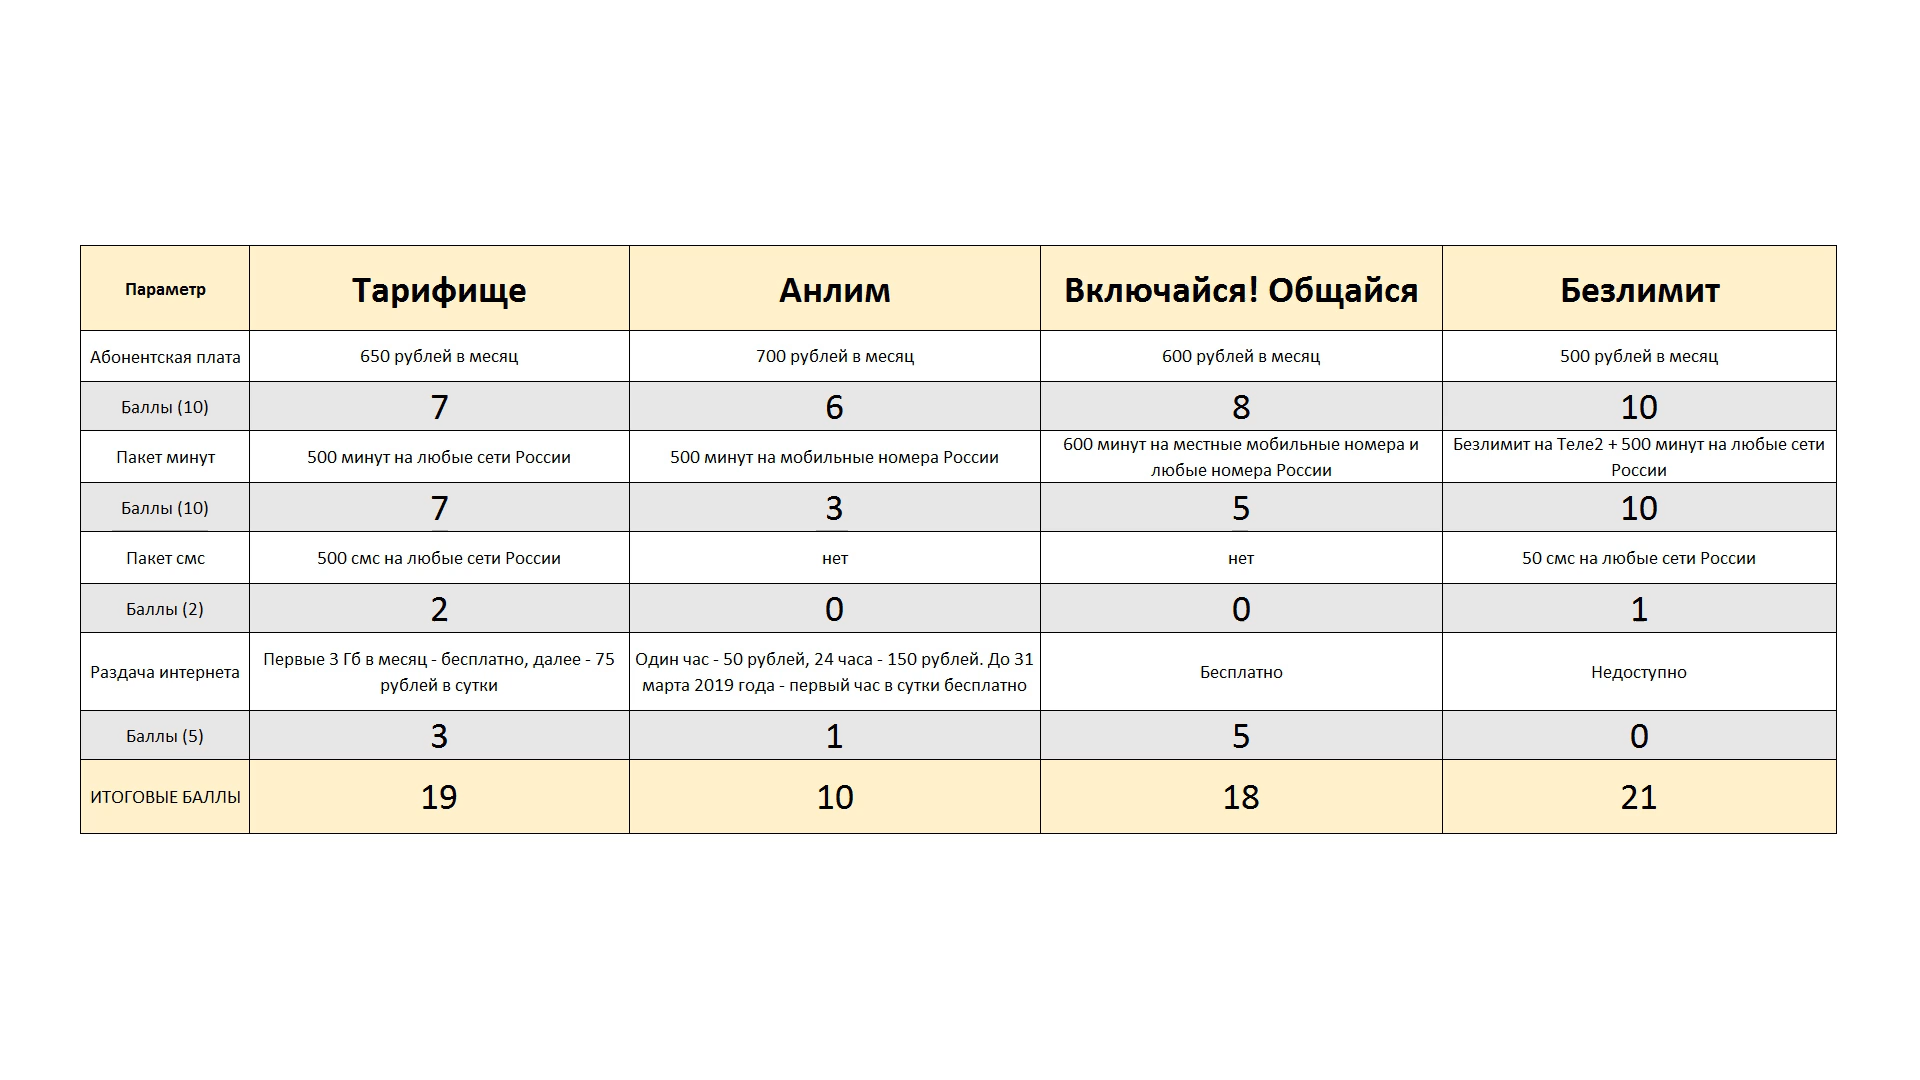 Параметр Тарифище Анлим Включайся! Общайся Безлимит
Абонентская плата 650 рублей в месяц 700 рублей в месяц 600 рублей в месяц 500 рублей в месяц
Баллы (10) 7 6 8 10
Пакет минут 500 минут на любые сети России 500 минут на мобильные номера России 600 минут на местные мобильные номера и
любые номера России
Безлимит на Теле2 + 500 минут на любые сети
России
Баллы (10) 7 3 5 10
Пакет смс 500 смс на любые сети России нет нет 50 смс на любые сети России
Баллы (2) 2 0 0 1
Раздача интернета
Первые 3 Гб в месяц - бесплатно, далее - 75
рублей в сутки
Один час - 50 рублей, 24 часа - 150 рублей. До 31
марта 2019 года - первый час в сутки бесплатно
Бесплатно Недоступно
Баллы (5) 3 1 5 0
ИТОГОВЫЕ БАЛЛЫ 19 10 18 21